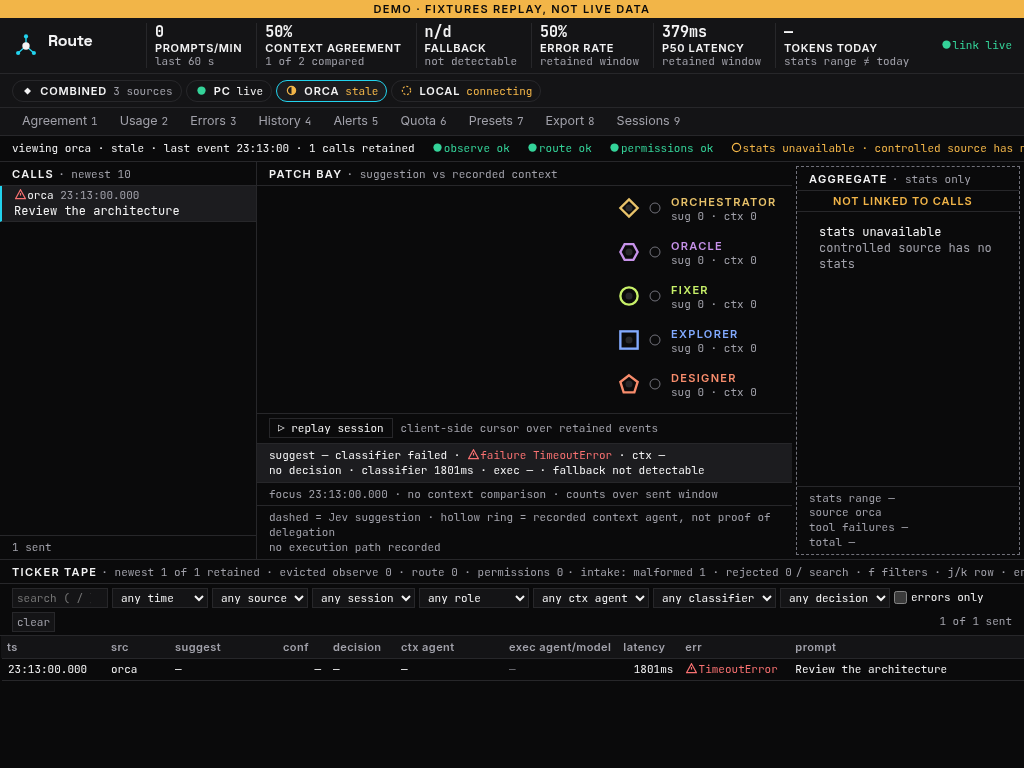 DEMO · FIXTURES REPLAY, NOT LIVE DATA
Route
0
PROMPTS/MIN
last 60 s
50%
CONTEXT AGREEMENT
1 of 2 compared
n/d
FALLBACK
not detectable
50%
ERROR RATE
retained window
379ms
P50 LATENCY
retained window
—
TOKENS TODAY
stats range ≠ today
link live
COMBINED 3 sources
PC live
ORCA stale
LOCAL connecting
Agreement 1 Usage 2 Errors 3 History 4 Alerts 5 Quota 6 Presets 7 Export 8 Sessions 9
viewing orca · stale · last event 23:13:00 · 1 calls retained observe ok route ok permissions ok stats unavailable · controlled source has
CALLS · newest 10
orca 23:13:00.000
Review the architecture
1 sent
PATCH BAY · suggestion vs recorded context
ORCHESTRATOR
sug 0 · ctx 0
ORACLE
sug 0 · ctx 0
FIXER
sug 0 · ctx 0
EXPLORER
sug 0 · ctx 0
DESIGNER
sug 0 · ctx 0
▷ replay session client-side cursor over retained events
suggest — classifier failed · failure TimeoutError · ctx —
no decision · classifier 1801ms · exec — · fallback not detectable
focus 23:13:00.000 · no context comparison · counts over sent window
dashed = Jev suggestion · hollow ring = recorded context agent, not proof of
delegation
no execution path recorded
AGGREGATE · stats only
NOT LINKED TO CALLS
stats unavailable
controlled source has no
stats
stats range —
source orca
tool failures —
total —
TICKER TAPE · newest 1 of 1 retained · evicted observe 0 · route 0 · permissions 0 · intake: malformed 1 · rejected 0 / search · f filters · j/k row ·
search ( / any time any source any session any role any ctx agent any classifier any decision errors only
clear
1 of 1 sent
ts src suggest conf decision ctx agent exec agent/model latency err prompt
23:13:00.000 orca — — — — — 1801ms TimeoutError Review the architecture